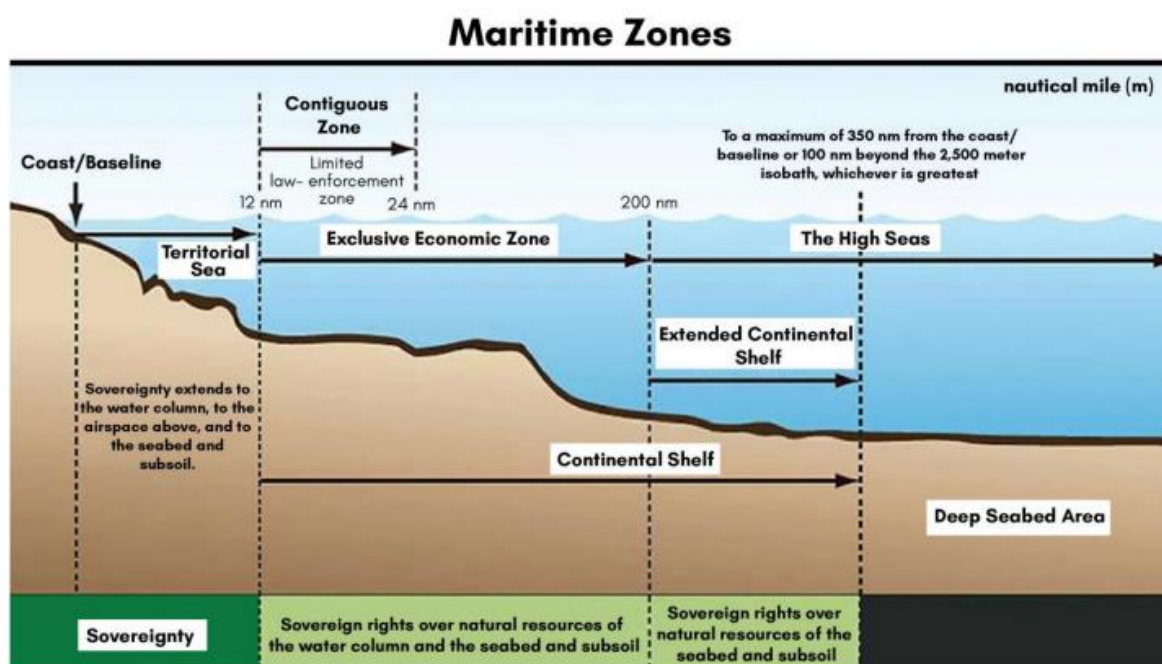 Maritime Zones
nautical mile (m)
Contiguous
Zone
To a maximum of 350 nm from the coast/
baseline or 100 nm beyond the 2,500 meter
isobath, whichever is greatest
Coast/Baseline
Limited
law- enforcement
zone
12 nm
24 nm
200 nm
Territorial
Sea
Exclusive Economic Zone
The High Seas
Extended Continental
Shelf
Sovereignty extends to
the water column, to the
airspace above, and to
the seabed and
subsoil.
Continental Shelf
Deep Seabed Area
Sovereignty
Sovereign rights over natural resources of
the water column and the seabed and subsoil
Sovereign rights over
natural resources of the
seabed and subsoil